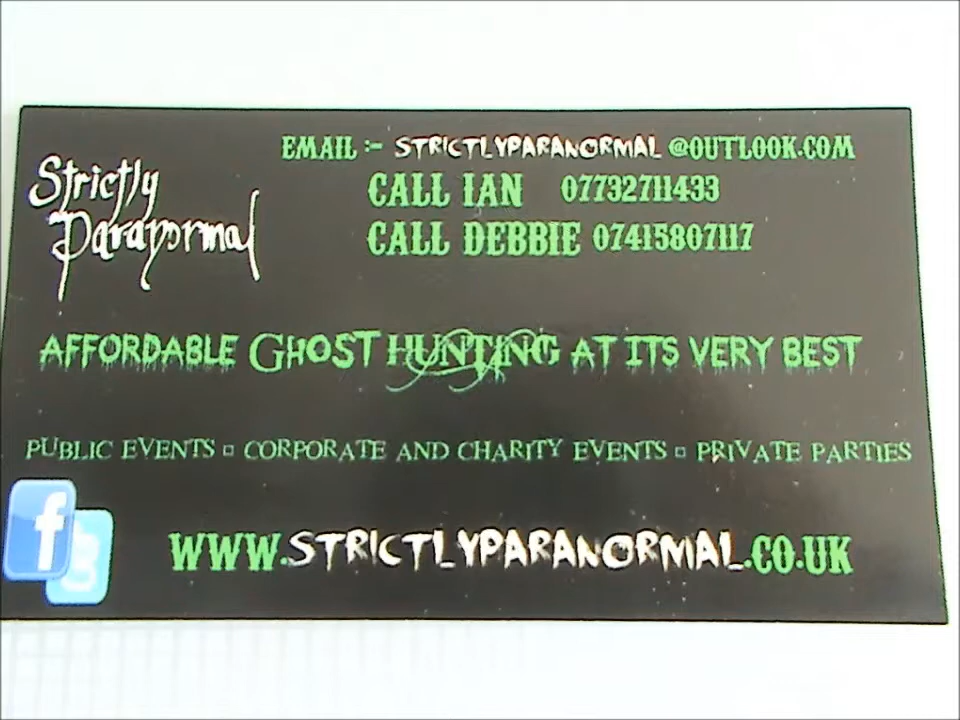 EMAIL :- STRICTLYPARANORMAL @OUTLOOK.COM
Strictly
Paranormal
CALL IAN 07732711433
CALL DEBBIE 07415807117
AFFORDABLE GHOST HUNTING AT ITS VERY BEST
PUBLIC EVENTS ▫ CORPORATE AND CHARITY EVENTS ▫ PRIVATE PARTIES
WWW.STRICTLYPARANORMAL.CO.UK